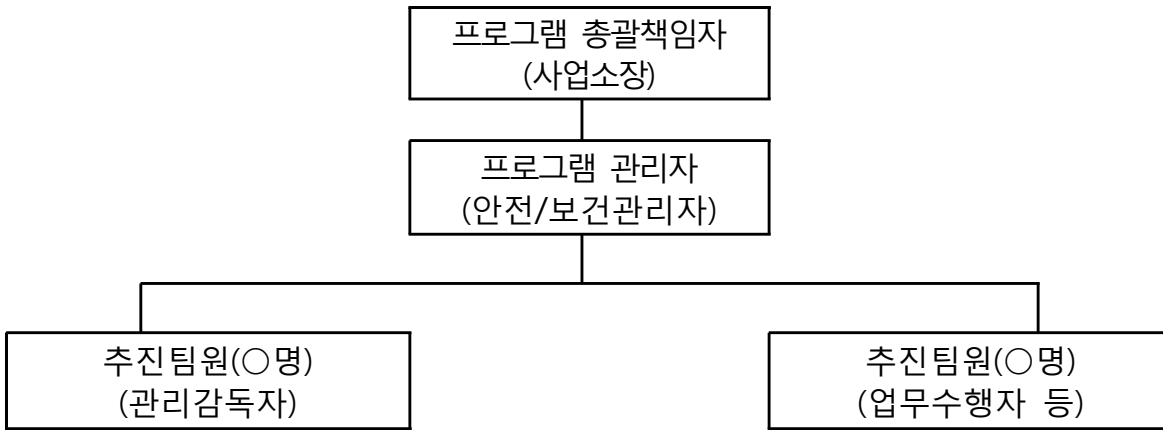 프로그램 총괄책임자
(사업소장)
프로그램 관리자
(안전/보건관리자)
추진팀원(○명)
(관리감독자)
추진팀원(○명)
(업무수행자 등)